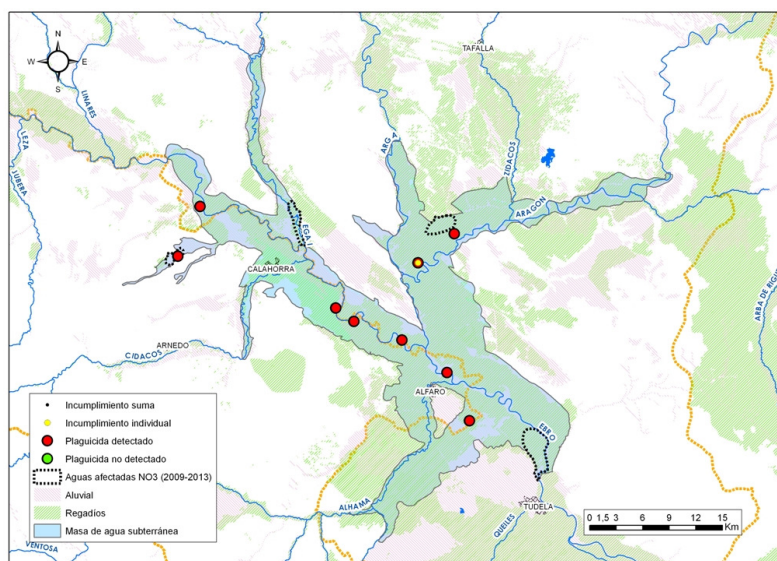 N
W E
S
TAFALLA
LINARES
LEZA
JUBERA
ARGA
ZIDACOS
ARAGON
EGA I
CALAHORRA
ARBA DE RIGUE
ARNEDO
CIDACOS
ALFARO
EBRO
Incumplimiento suma
Incumplimiento individual
Plaguicida detectado
Plaguicida no detectado
Aguas afectadas NO3 (2009-2013)
Aluvial
Regadíos
Masa de agua subterránea
ALHAMA
TUDELA
QUEILES
VENTOSA
0 1,5 3 6 9 12 15
Km